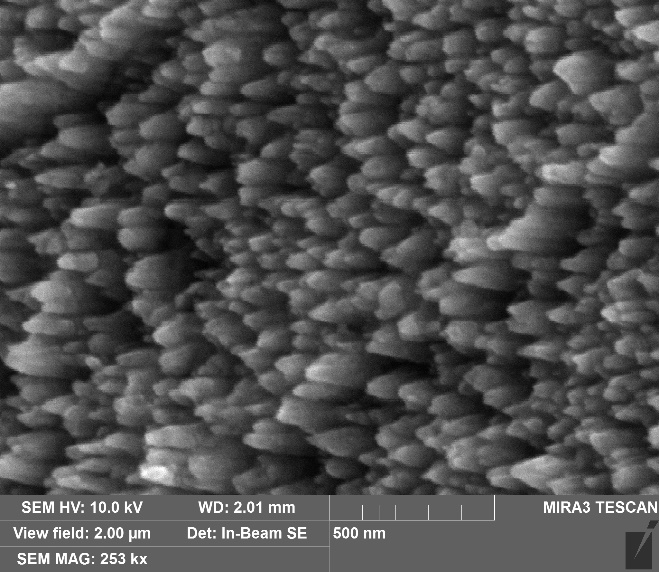 SEM HV: 10.0 kV WD: 2.01 mm MIRA3 TESCAN
View field: 2.00 µm Det: In-Beam SE 500 nm
SEM MAG: 253 kx